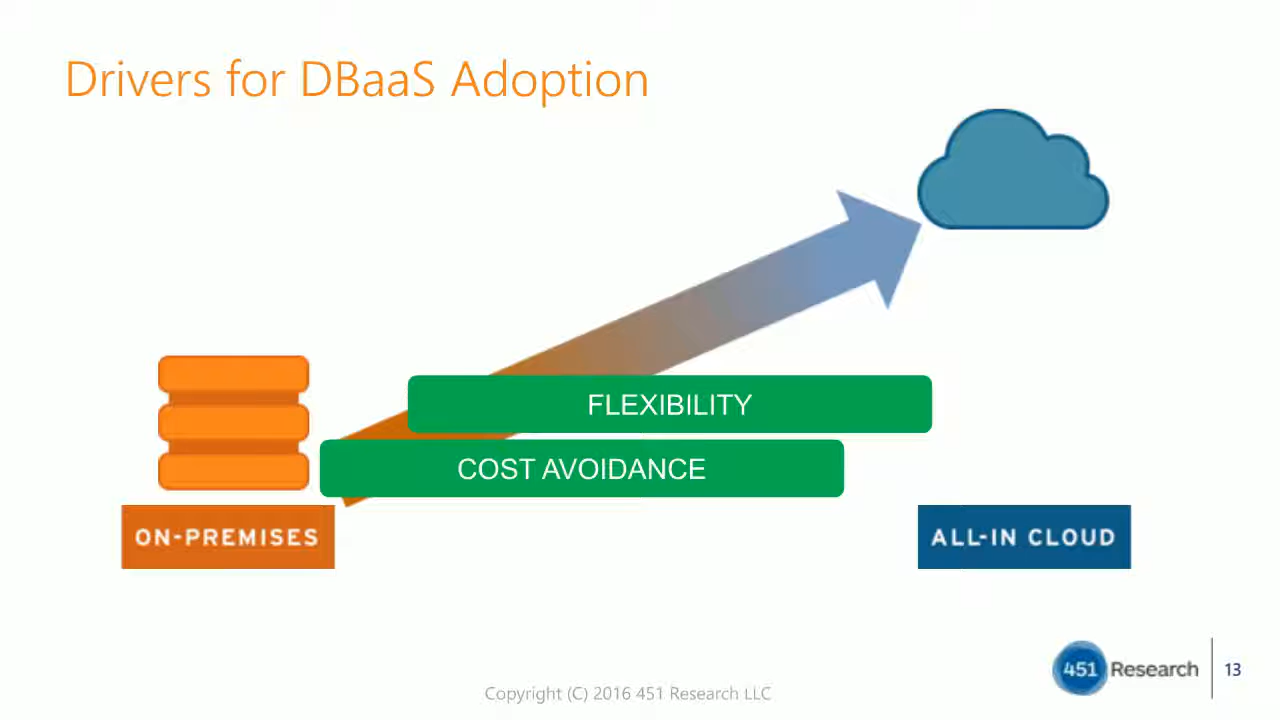 Drivers for DBaaS Adoption
FLEXIBILITY
COST AVOIDANCE
ON-PREMISES
ALL-IN CLOUD
451 Research
13
Copyright (C) 2016 451 Research LLC